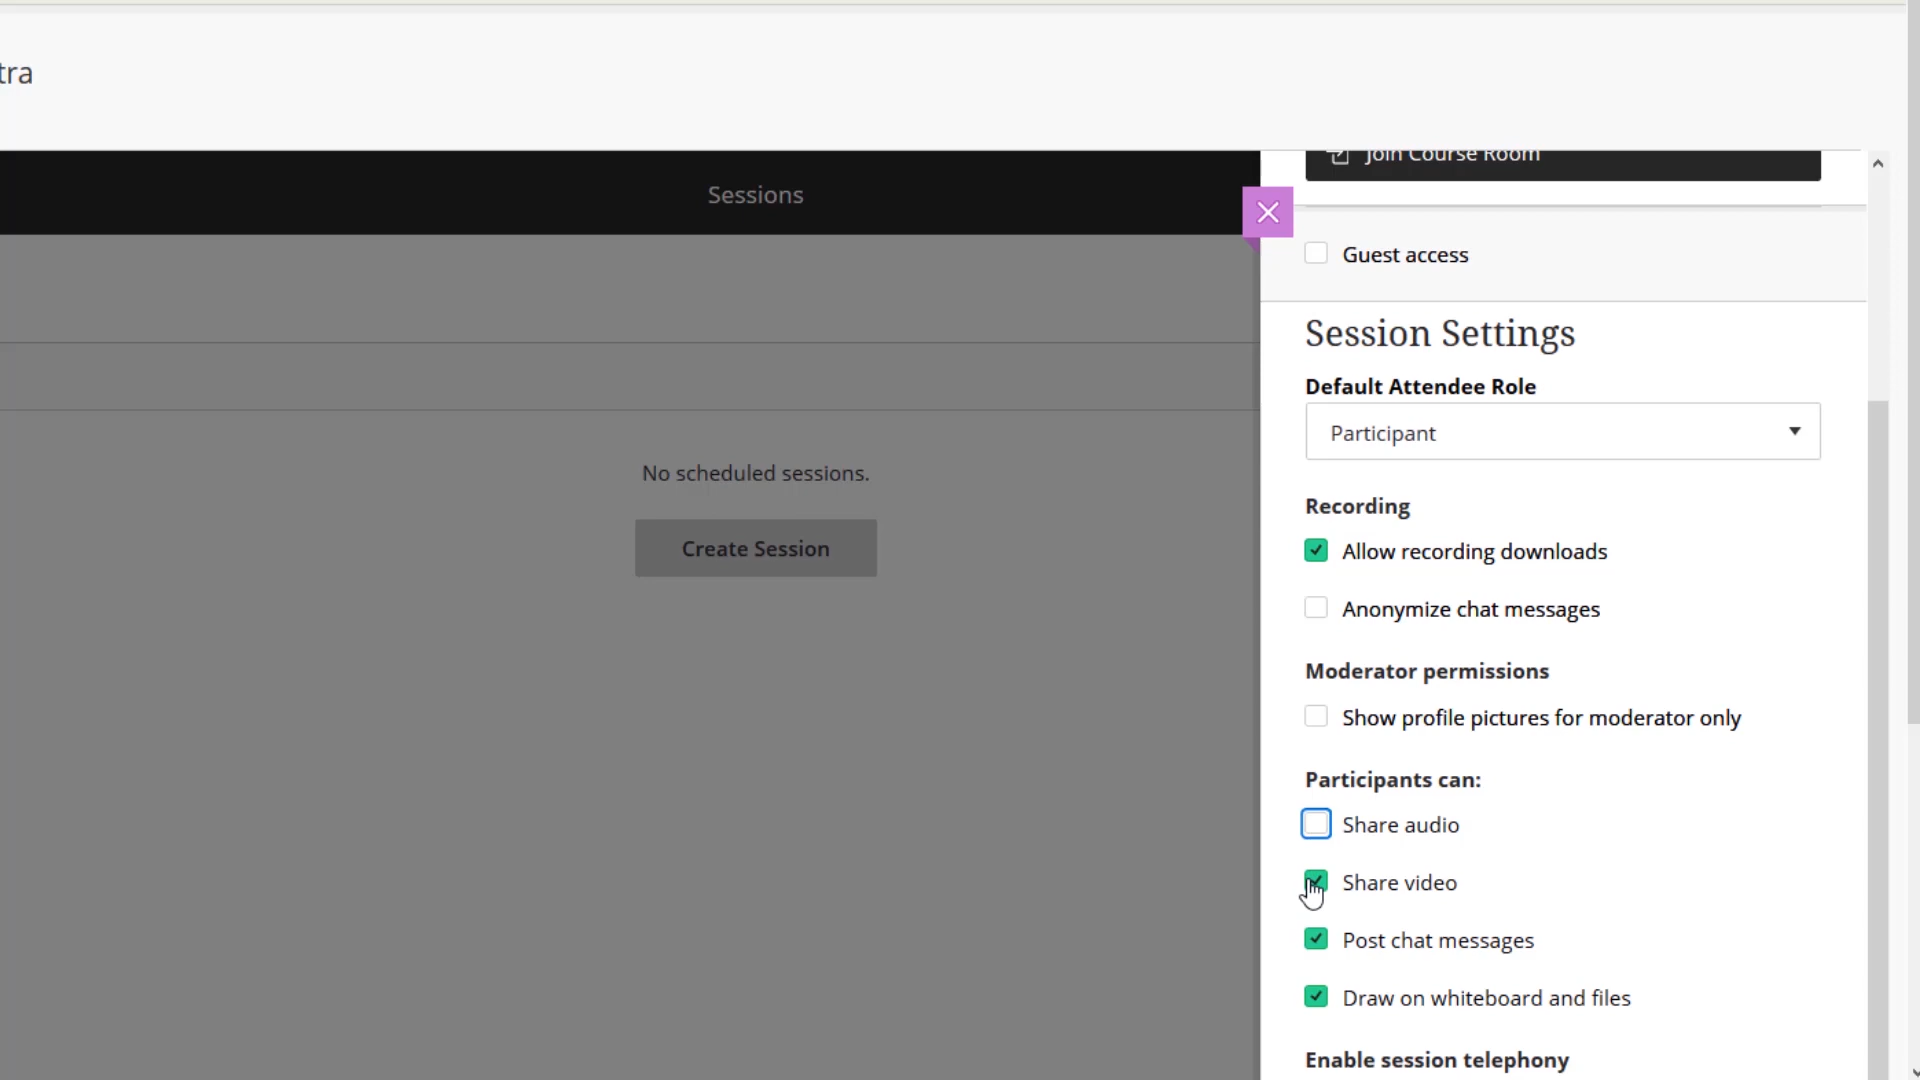 tra
Join Course Room
Sessions
Guest access
Session Settings
Default Attendee Role
Participant
No scheduled sessions.
Create Session
Recording
Allow recording downloads
Anonymize chat messages
Moderator permissions
Show profile pictures for moderator only
Participants can:
Share audio
Share video
Post chat messages
Draw on whiteboard and files
Enable session telephony